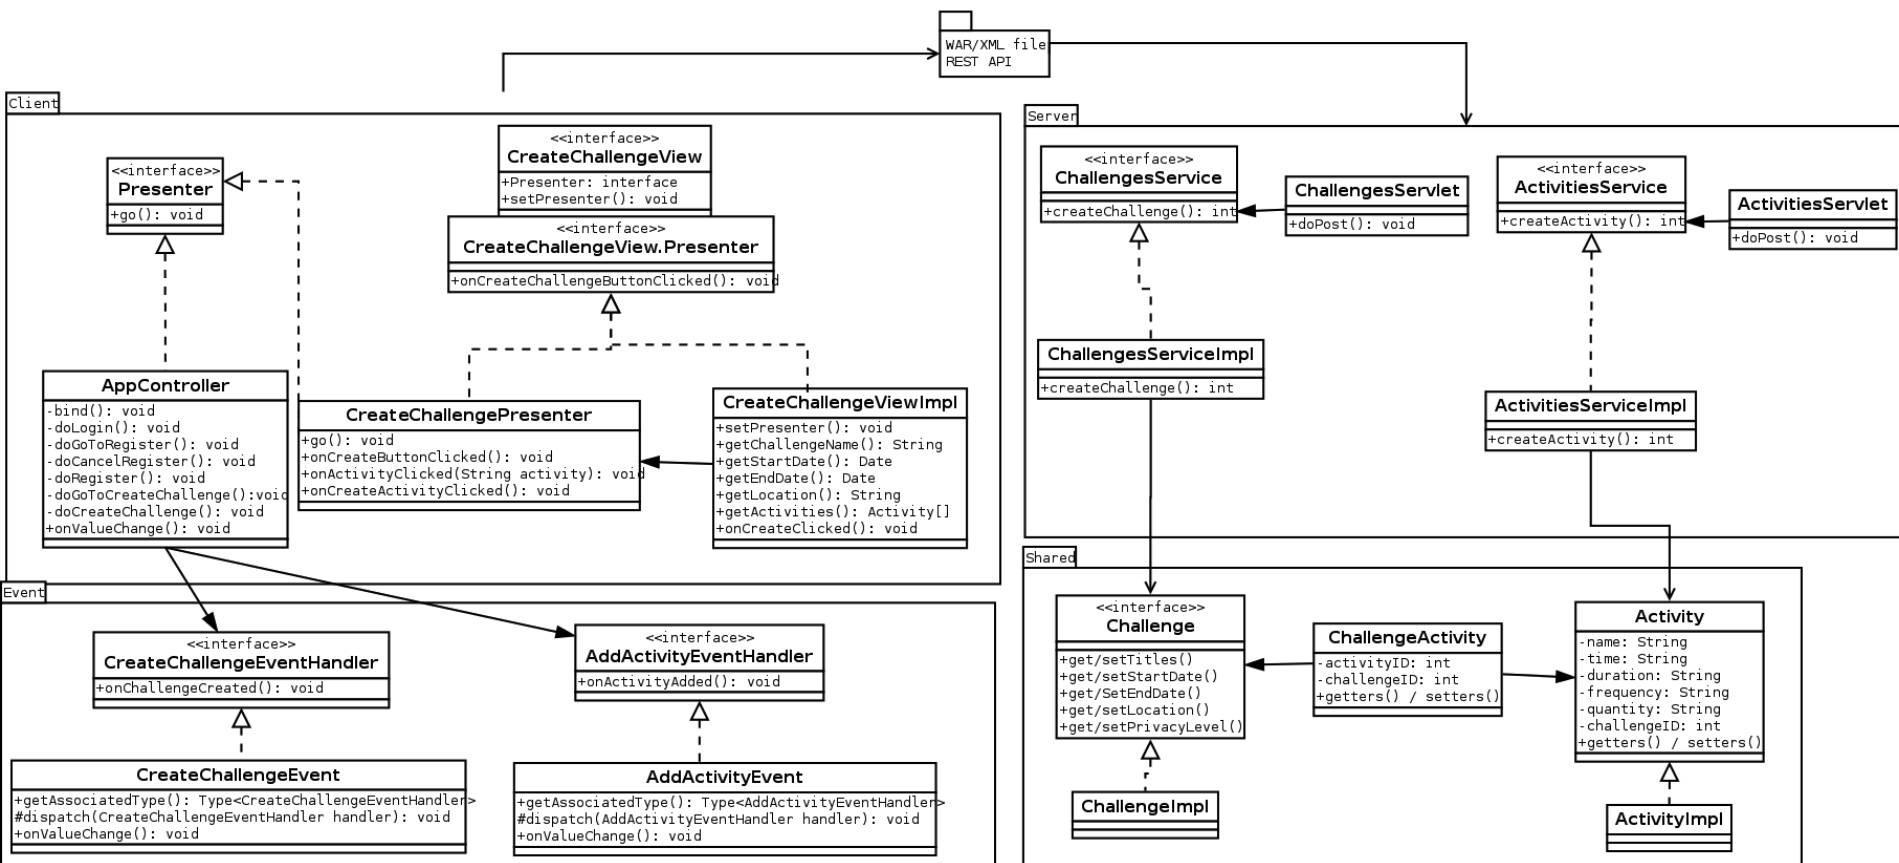 WAR/XML file
REST API
Client
<<interface>>
Presenter
+go(): void
<<interface>>
CreateChallengeView
+Presenter: interface
+setPresenter(): void
<<interface>>
CreateChallengeView.Presenter
+onCreateChallengeButtonClicked(): void
AppController
-bind(): void
-doLogin(): void
-doGoToRegister(): void
-doCancelRegister(): void
-doRegister(): void
-doGoToCreateChallenge():void
-doCreateChallenge(): void
+onValueChange(): void
CreateChallengePresenter
+go(): void
+onCreateButtonClicked(): void
+onActivityClicked(String activity): void
+onCreateActivityClicked(): void
CreateChallengeViewImpl
+setPresenter(): void
+getChallengeName(): String
+getStartDate(): Date
+getEndDate(): Date
+getLocation(): String
+getActivities(): Activity[]
+onCreateClicked(): void
Server
<<interface>>
ChallengesService
+createChallenge(): int
ChallengesServlet
+doPost(): void
<<interface>>
ActivitiesService
+createActivity(): int
ActivitiesServlet
+doPost(): void
ChallengesServiceImpl
+createChallenge(): int
ActivitiesServiceImpl
+createActivity(): int
Event
<<interface>>
CreateChallengeEventHandler
+onChallengeCreated(): void
<<interface>>
AddActivityEventHandler
+onActivityAdded(): void
CreateChallengeEvent
+getAssociatedType(): Type<CreateChallengeEventHandler>
#dispatch(CreateChallengeEventHandler handler): void
+onValueChange(): void
AddActivityEvent
+getAssociatedType(): Type<AddActivityEventHandler>
#dispatch(AddActivityEventHandler handler): void
+onValueChange(): void
Shared
<<interface>>
Challenge
+get/setTitles()
+get/setStartDate()
+get/SetEndDate()
+get/setLocation()
+get/setPrivacyLevel()
ChallengeActivity
-activityID: int
-challengeID: int
+getters() / setters()
Activity
-name: String
-time: String
-duration: String
-frequency: String
-quantity: String
-challengeID: int
+getters() / setters()
ChallengeImpl
ActivityImpl